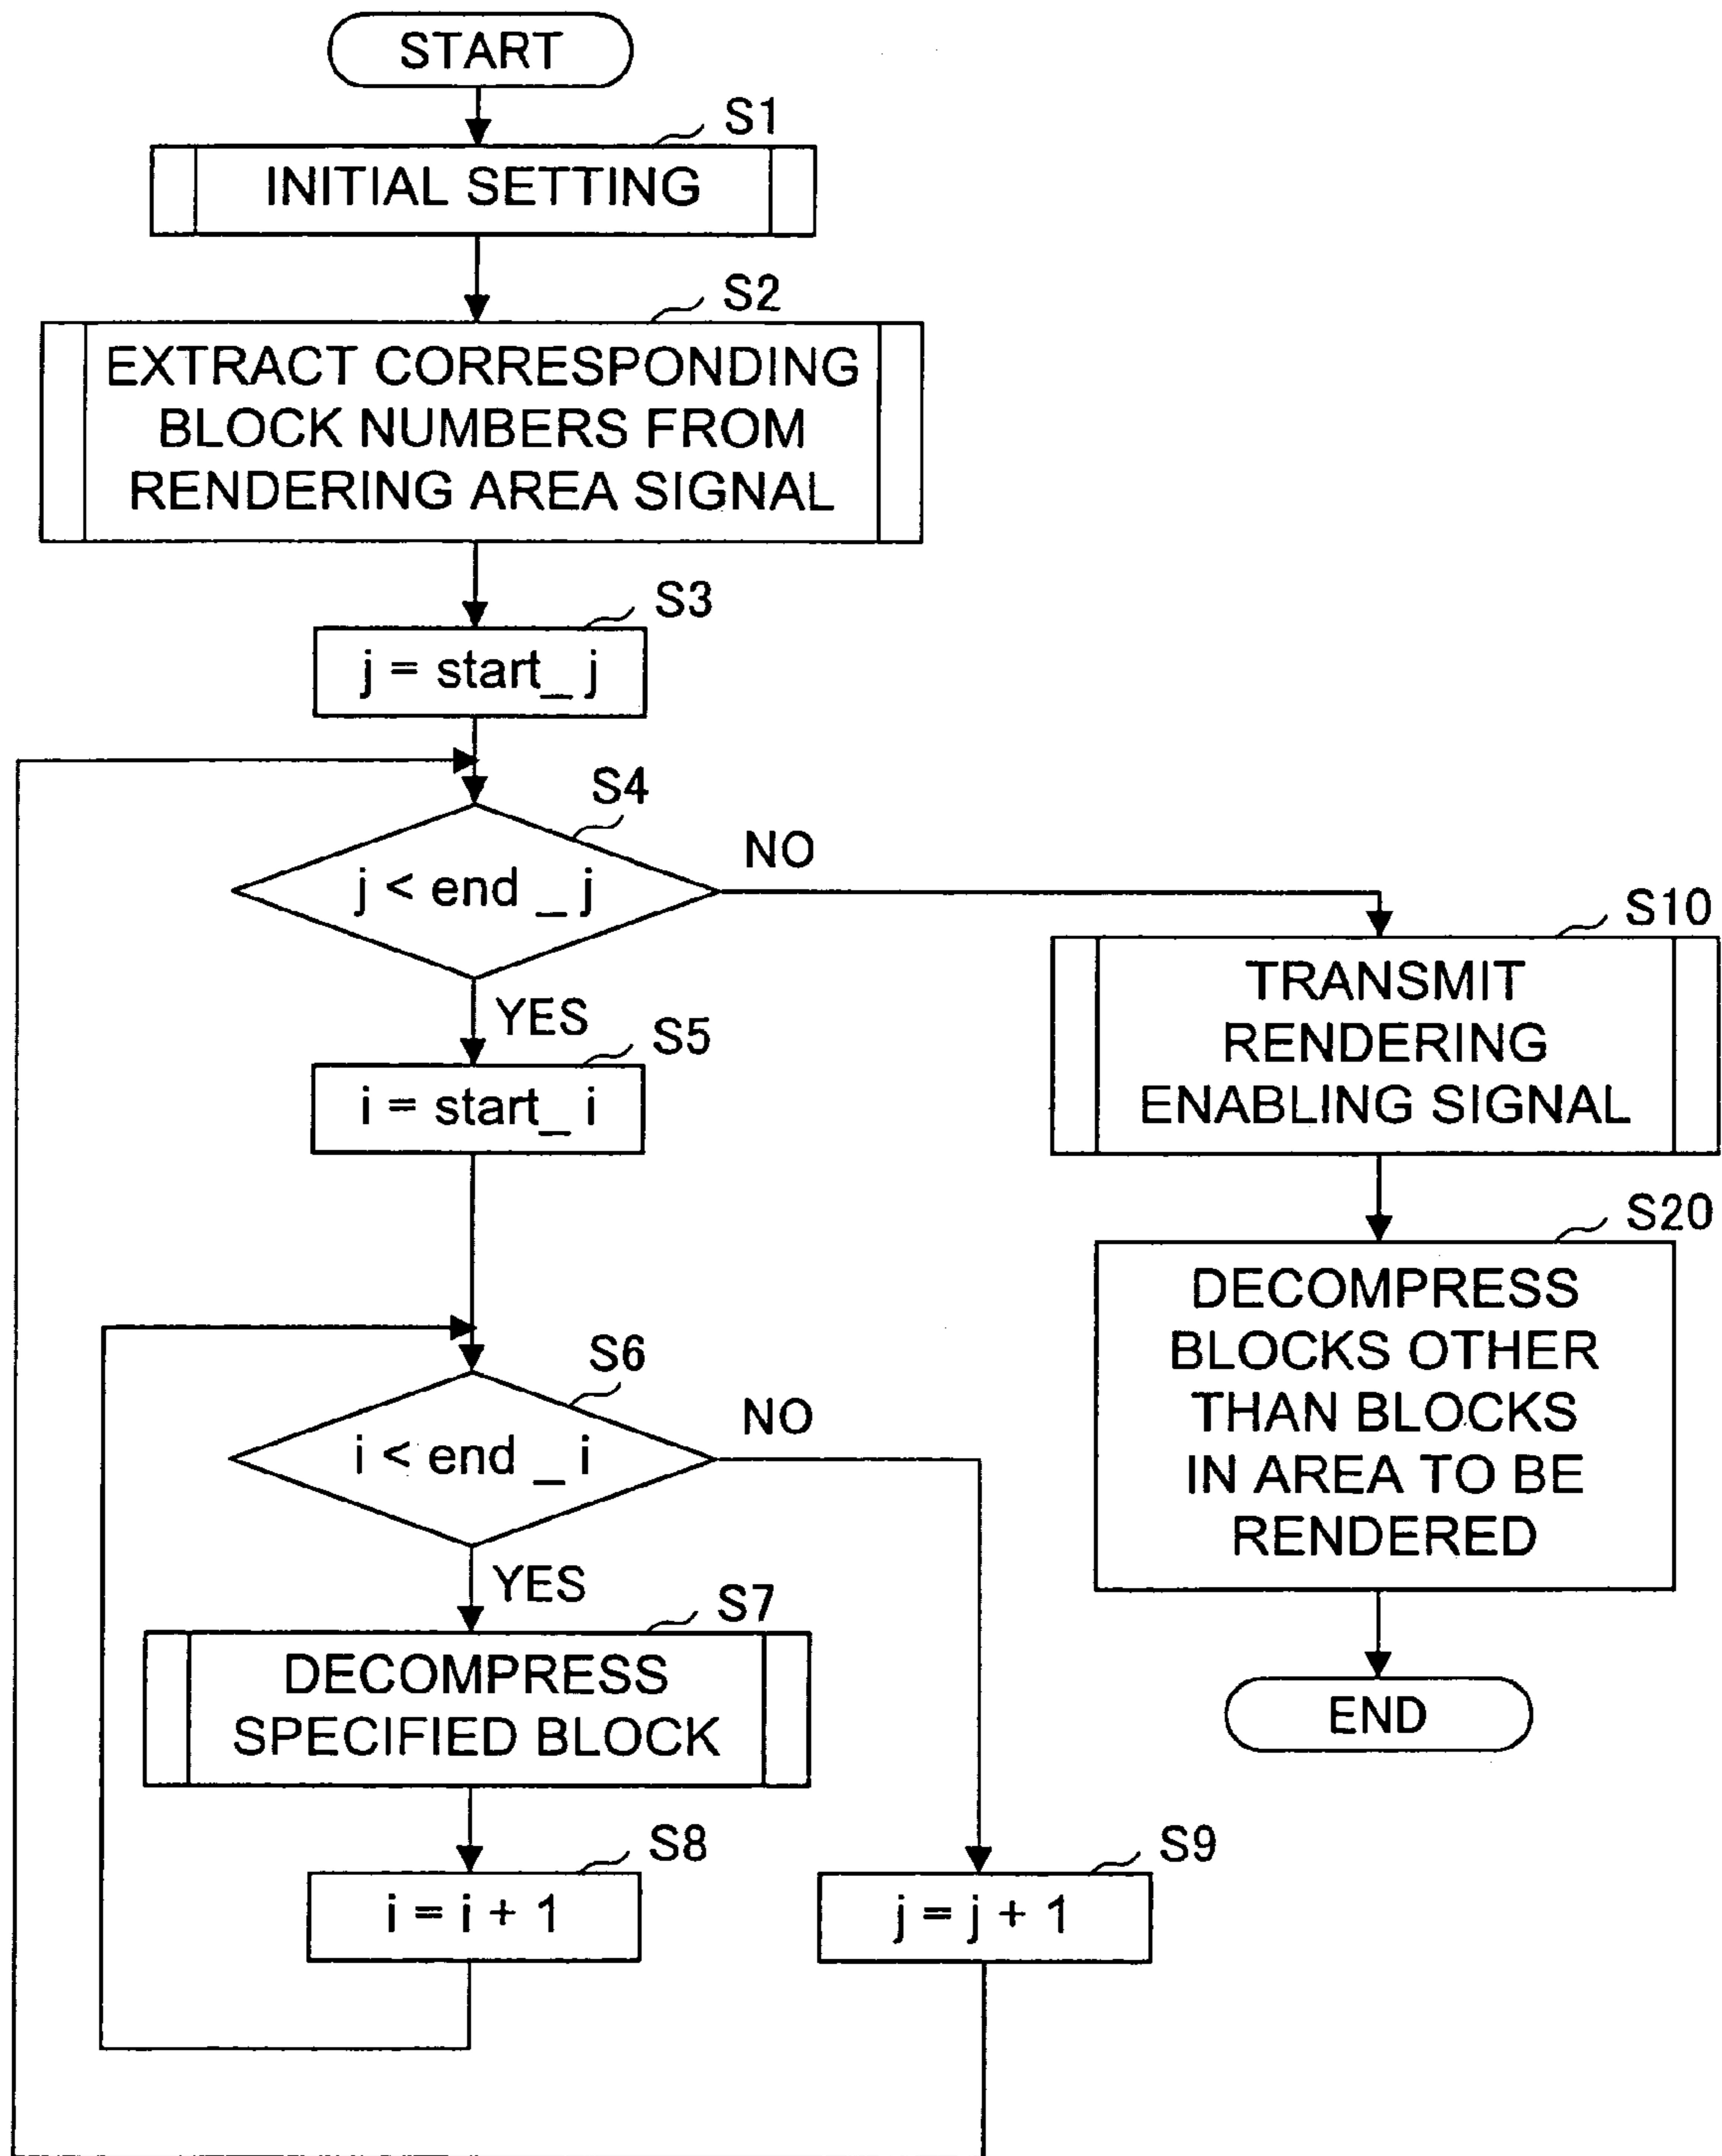 START
S1
INITIAL SETTING
S2
EXTRACT CORRESPONDING
BLOCK NUMBERS FROM
RENDERING AREA SIGNAL
S3
j = start_ j
S4
j < end _ j
NO
YES
S5
i = start_ i
S6
i < end _ i
NO
YES
S7
DECOMPRESS
SPECIFIED BLOCK
S8
i = i + 1
S9
j = j + 1
S10
TRANSMIT
RENDERING
ENABLING SIGNAL
S20
DECOMPRESS
BLOCKS OTHER
THAN BLOCKS
IN AREA TO BE
RENDERED
END